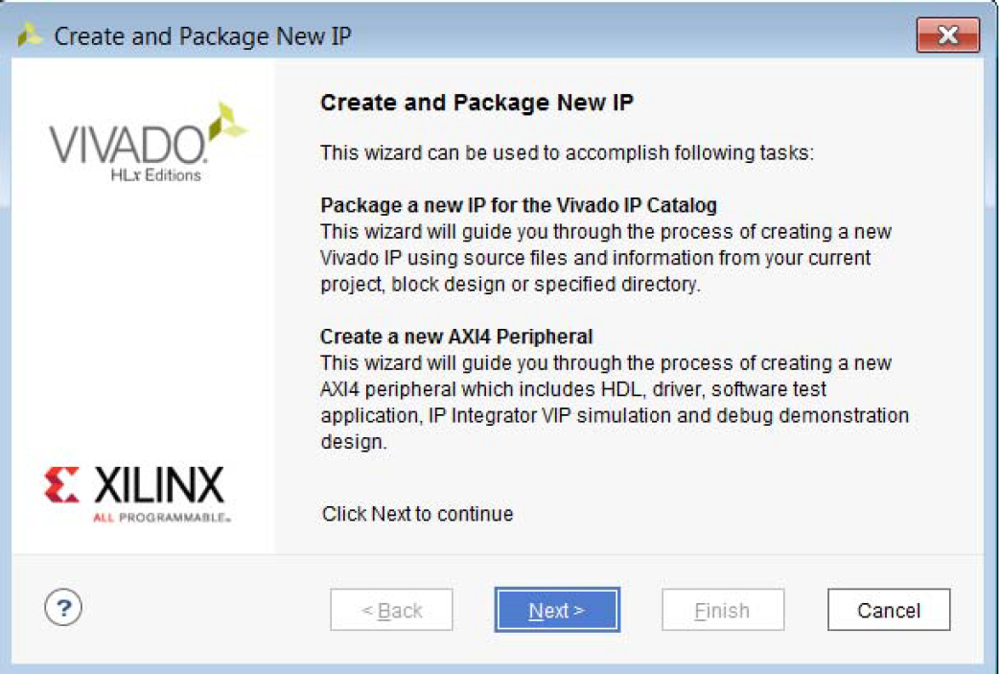 Create and Package New IP
VIVADO.
HLx Editions
Create and Package New IP
This wizard can be used to accomplish following tasks:
Package a new IP for the Vivado IP Catalog
This wizard will guide you through the process of creating a new
Vivado IP using source files and information from your current
project, block design or specified directory.
Create a new AXI4 Peripheral
This wizard will guide you through the process of creating a new
AXI4 peripheral which includes HDL, driver, software test
application, IP Integrator VIP simulation and debug demonstration
design.
XILINX
ALL PROGRAMMABLE™
Click Next to continue
?
< Back
Next >
Finish
Cancel